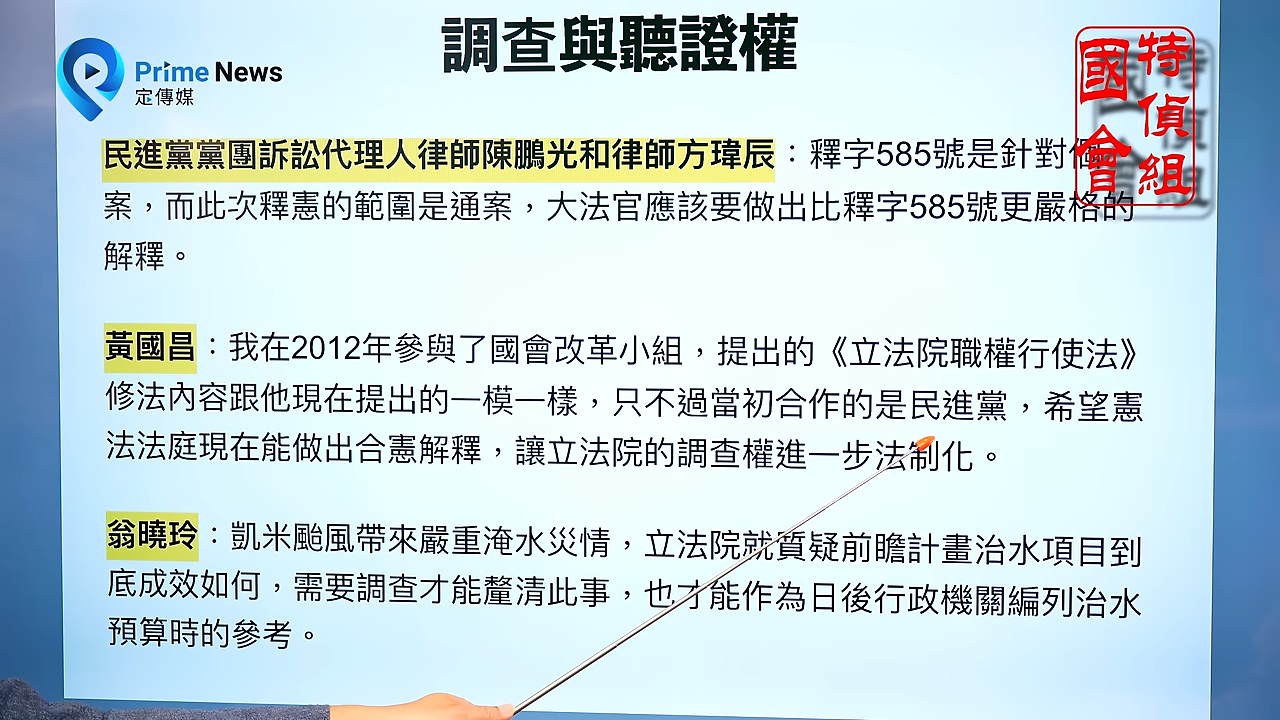 調查與聽證權
Prime News
定傳媒
國會
特偵組
民進黨黨團訴訟代理人律師陳鵬光和律師方瑋辰：釋字585號是針對個
案，而此次釋憲的範圍是通案，大法官應該要做出比釋字585號更嚴格的
解釋。
黃國昌：我在2012年參與了國會改革小組，提出的《立法院職權行使法》
修法內容跟他現在提出的一模一樣，只不過當初合作的是民進黨，希望憲
法法庭現在能做出合憲解釋，讓立法院的調查權進一步法制化。
翁曉玲：凱米颱風帶來嚴重淹水災情，立法院就質疑前瞻計畫治水項目到
底成效如何，需要調查才能釐清此事，也才能作為日後行政機關編列治水
預算時的參考。